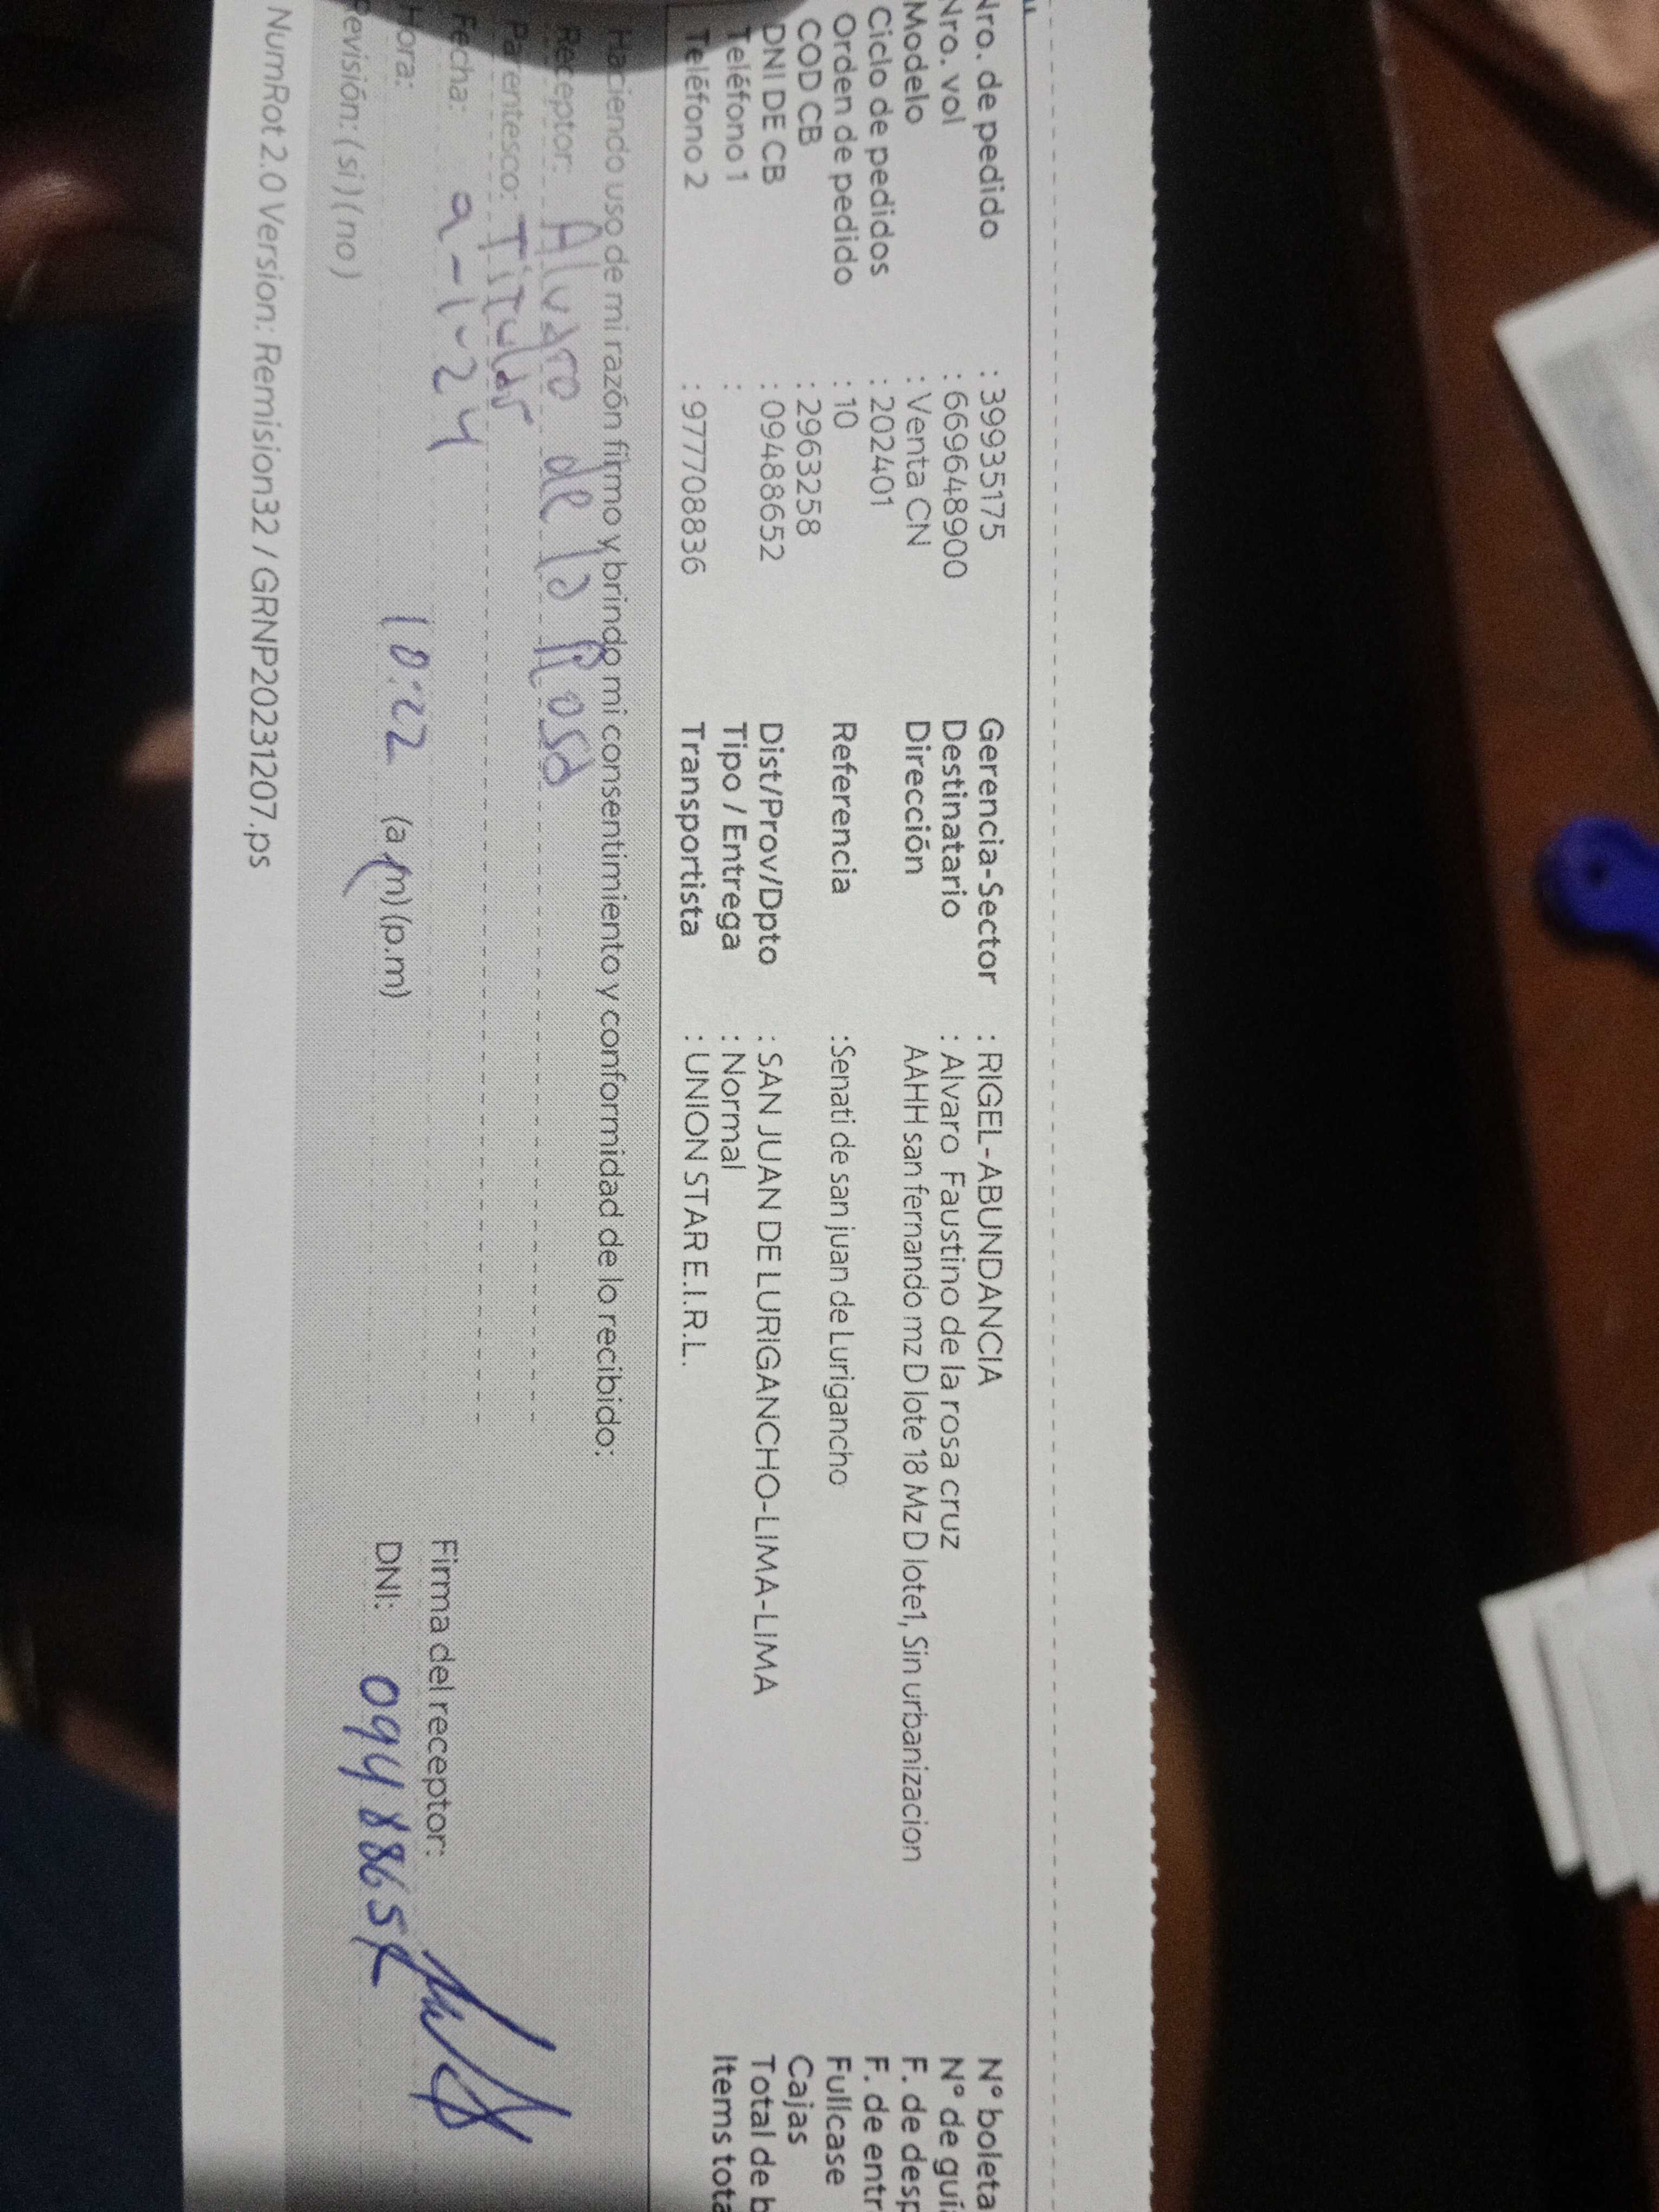 Nro. de pedido : 39935175 Gerencia-Sector : RIGEL-ABUNDANCIA Nº boleta
Nro. vol : 6696648900 Destinatario : Alvaro Faustino de la rosa cruz Nº de guí
Modelo : Venta CN Dirección AAHH san fernando mz D lote 18 Mz D lote1, Sin urbanizacion F. de desp
Ciclo de pedidos : 202401 F. de entr
Orden de pedido : 10 Referencia :Senati de san juan de Lurigancho Fullcase
COD CB : 2963258 Cajas
DNI DE CB : 09488652 Dist/Prov/Dpto : SAN JUAN DE LURIGANCHO-LIMA-LIMA Total de b
Teléfono 1 : Tipo / Entrega : Normal Items tota
Teléfono 2 : 977708836 Transportista : UNION STAR E.I.R.L.
Haciendo uso de mi razón firmo y brindo mi consentimiento y conformidad de lo recibido:
Receptor: Alvaro de la Rosa
Parentesco: Titular
Fecha: 9-1-24 Firma del receptor:
Hora: 10:22 (a.m) (p.m) DNI: 09488652
Revisión: ( si ) ( no )
NumRot 2.0 Version: Remision32 / GRNP20231207.ps